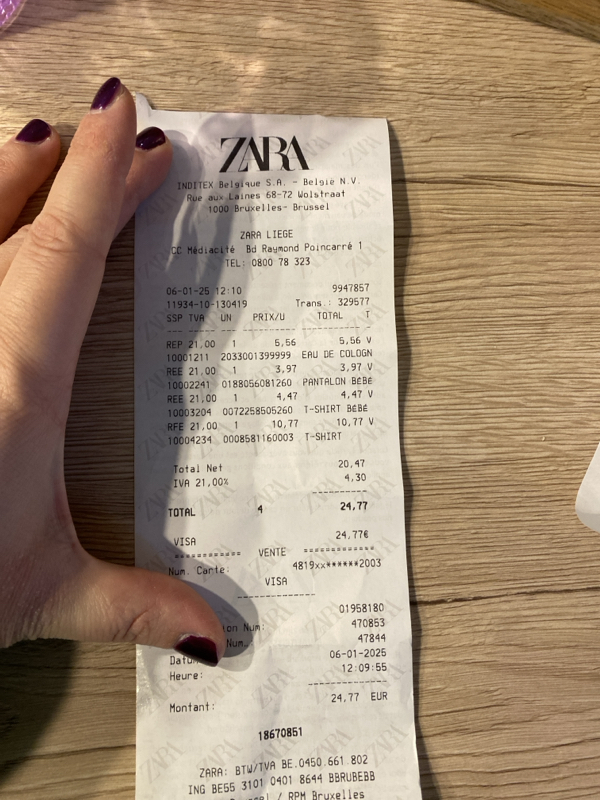 ZARA
INDITEX Belgique S.A. - België N.V.
Rue aux Laines 68-72 Wolstraat
1000 Bruxelles- Brussel
ZARA LIEGE
CC Médiacité Bd Raymond Poincarré 1
TEL: 0800 78 323
06-01-25 12:10 9947857
11934-10-130419 Trans.: 329577
SSP TVA UN PRIX/U TOTAL T
REP 21,00 1 5,56 5,56 V
10001211 2033001399999 EAU DE COLOGN
REE 21,00 1 3,97 3,97 V
10002241 0188056081260 PANTALON BÉBÉ
REE 21,00 1 4,47 4,47 V
10003204 0072258505260 T-SHIRT BÉBÉ
RFE 21,00 1 10,77 10,77 V
10004234 0008581160003 T-SHIRT
Total Net 20,47
IVA 21,00% 4,30
----------
TOTAL 4 24,77
VISA 24,77€
=========== VENTE ============
Num. Carte: 4819xx******2003
VISA
--------------
01958180
Num: 470853
Num.: 47844
06-01-2025
Heure: 12:09:55
--------------
Montant: 24,77 EUR
18670851
ZARA: BTW/TVA BE.0450.661.802
ING BE55 3101 0401 8644 BBRUBEBB
/ RPM Bruxelles